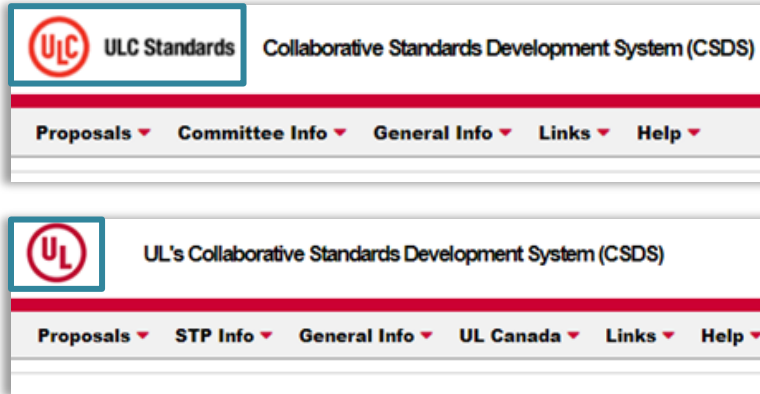 ULC ULC Standards Collaborative Standards Development System (CSDS)
Proposals Committee Info General Info Links Help
UL UL's Collaborative Standards Development System (CSDS)
Proposals STP Info General Info UL Canada Links Help